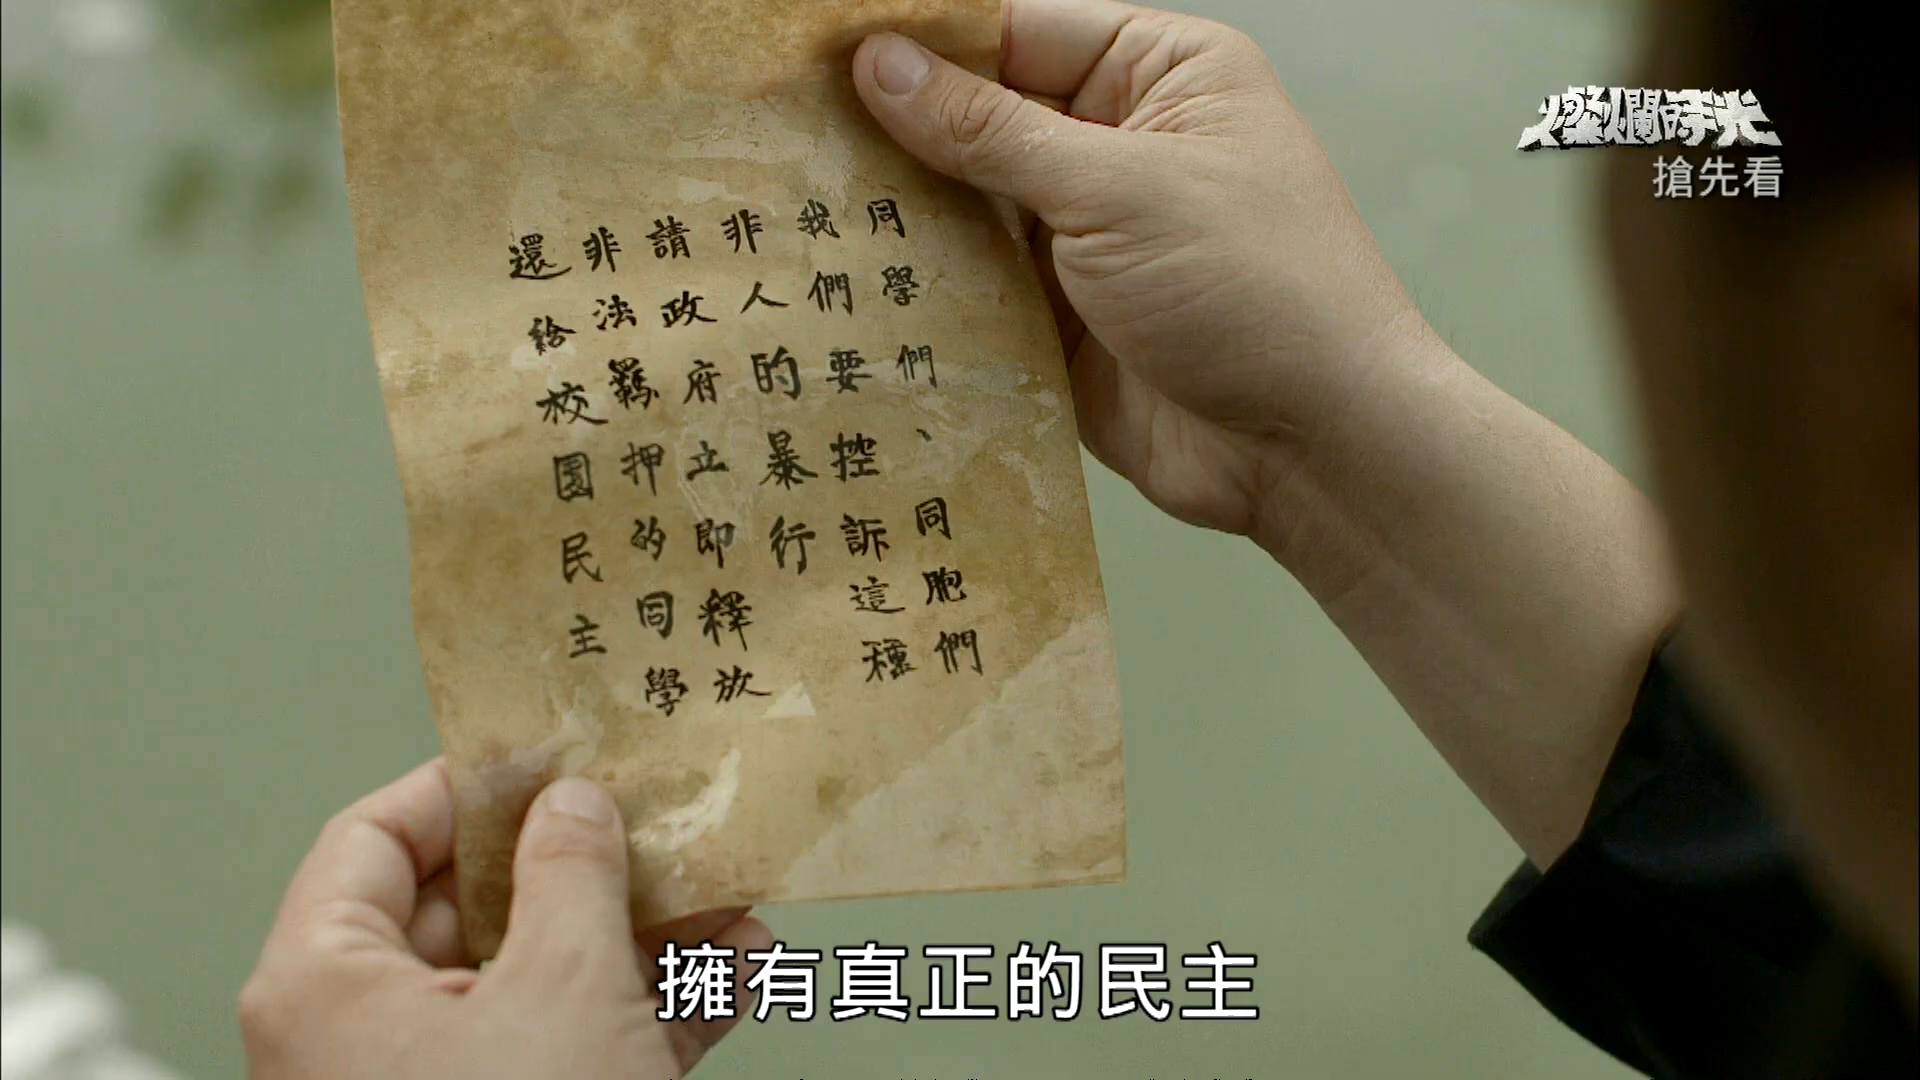 同學們、同胞們
我們要控訴這種
非人的暴行
請政府立即釋放
非法羈押的同學
還給校園民主
燦爛時光
搶先看
擁有真正的民主